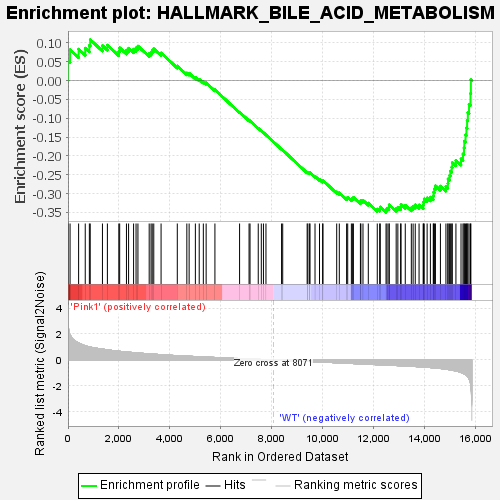 Enrichment plot: HALLMARK_BILE_ACID_METABOLISM
Enrichment score (ES)
0.10
0.05
0.00
-0.05
-0.10
-0.15
-0.20
-0.25
-0.30
-0.35
Ranked list metric (Signal2Noise)
'Pink1' (positively correlated)
4
2
0
-2
-4
Zero cross at 8071
'WT' (negatively correlated)
0 2,000 4,000 6,000 8,000 10,000 12,000 14,000 16,000
Rank in Ordered Dataset
Enrichment profile Hits Ranking metric scores